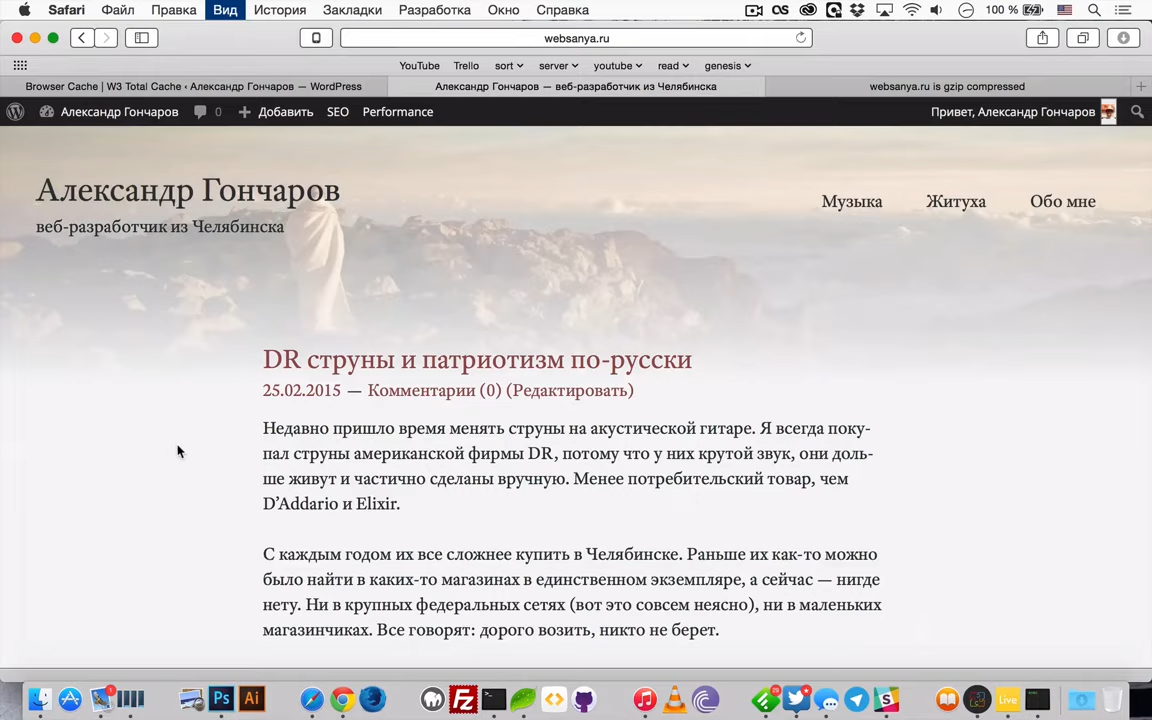 Safari Файл Правка Вид История Закладки Разработка Окно Справка 100 %
websanya.ru
YouTube Trello sort server youtube read genesis
Browser Cache | W3 Total Cache ‹ Александр Гончаров — WordPress Александр Гончаров — веб-разработчик из Челябинска websanya.ru is gzip compressed
Александр Гончаров 0 Добавить SEO Performance Привет, Александр Гончаров
Александр Гончаров
веб-разработчик из Челябинска
Музыка Житуха Обо мне
DR струны и патриотизм по-русски
25.02.2015 — Комментарии (0) (Редактировать)
Недавно пришло время менять струны на акустической гитаре. Я всегда поку-
пал струны американской фирмы DR, потому что у них крутой звук, они доль-
ше живут и частично сделаны вручную. Менее потребительский товар, чем
D’Addario и Elixir.
С каждым годом их все сложнее купить в Челябинске. Раньше их как-то можно
было найти в каких-то магазинах в единственном экземпляре, а сейчас — нигде
нету. Ни в крупных федеральных сетях (вот это совсем неясно), ни в маленьких
магазинчиках. Все говорят: дорого возить, никто не берет.
Ps Ai Fz Live